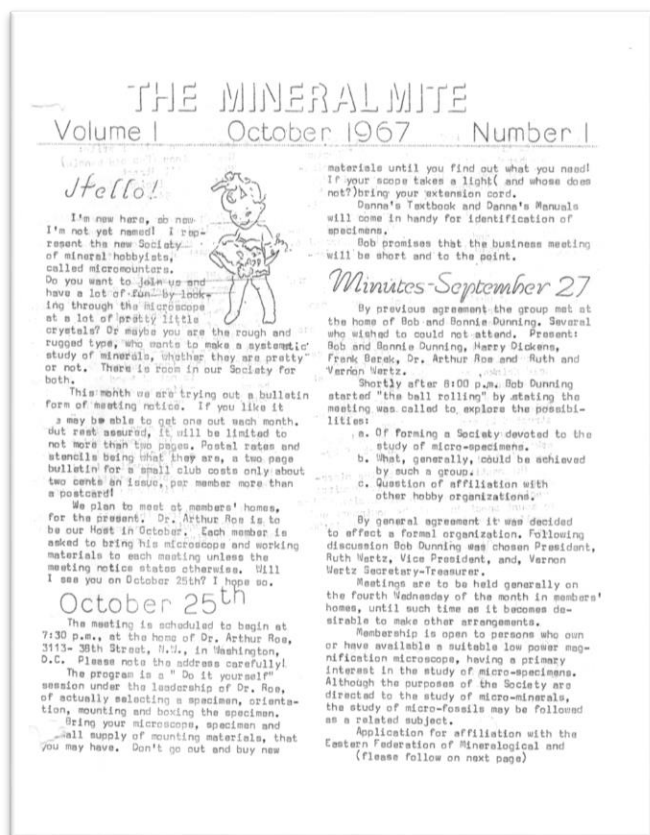 THE MINERAL MITE
Volume I October 1967 Number I
Hello!
I'm new here, so now
I'm not yet named! I rep-
resent the new Society
of mineral hobbyists,
called micromounters.
Do you want to join us and
have a lot of fun by look-
ing through the microscope
at a lot of pretty little
crystals? Or maybe you are the rough and
rugged type, who wants to make a systematic
study of minerals, whether they are pretty
or not. There is room in our Society for
both.
This month we are trying out a bulletin
form of meeting notice. If you like it
e may be able to get one out each month.
But rest assured, it will be limited to
not more than two pages. Postal rates and
stencils being what they are, a two page
bulletin for a small club costs only about
two cents an issue, per member more than
a postcard!
We plan to meet at members' homes,
for the present. Dr. Arthur Roe is to
be our Host in October. Each member is
asked to bring his microscope and working
materials to each meeting unless the
meeting notice states otherwise. Will
I see you on October 25th? I hope so.
October 25th
The meeting is scheduled to begin at
7:30 p.m., at the home of Dr. Arthur Roe,
3113- 38th Street, N.W., in Washington,
D.C. Please note the address carefully!
The program is a " Do it yourself"
session under the leadership of Dr. Roe,
of actually selecting a specimen, orienta-
tion, mounting and boxing the specimen.
Bring your microscope, specimen and
all supply of mounting materials, that
you may have. Don't go out and buy new
materials until you find out what you need!
If your scope takes a light( and whose does
not?)bring your extension cord.
Danna's Textbook and Danna's Manuals
will come in handy for identification of
specimens.
Bob promises that the business meeting
will be short and to the point.
Minutes-September 27
By previous agreement the group met at
the home of Bob and Bonnie Dunning. Several
who wished to could not attend. Present:
Bob and Bonnie Dunning, Harry Dickens,
Frank Berek, Dr. Arthur Roe and Ruth and
Vernon Wertz.
Shortly after 8:00 p.m. Bob Dunning
started "the ball rolling" by stating the
meeting was called to explore the possibi-
lities:
a. Of forming a Society devoted to the
study of micro-specimens.
b. What, generally, could be achieved
by such a group.
c. Question of affiliation with
other hobby organizations.
By general agreement it was decided
to effect a formal organization. Following
discussion Bob Dunning was chosen President,
Ruth Wertz, Vice President, and, Vernon
Wertz Secretary-Treasurer.
Meetings are to be held generally on
the fourth Wednesday of the month in members'
homes, until such time as it becomes de-
sirable to make other arrangements.
Membership is open to persons who own
or have available a suitable low power mag-
nification microscope, having a primary
interest in the study of micro-specimens.
Although the purposes of the Society are
directed to the study of micro-minerals,
the study of micro-fossils may be followed
as a related subject.
Application for affiliation with the
Eastern Federation of Mineralogical and
(please follow on next page)